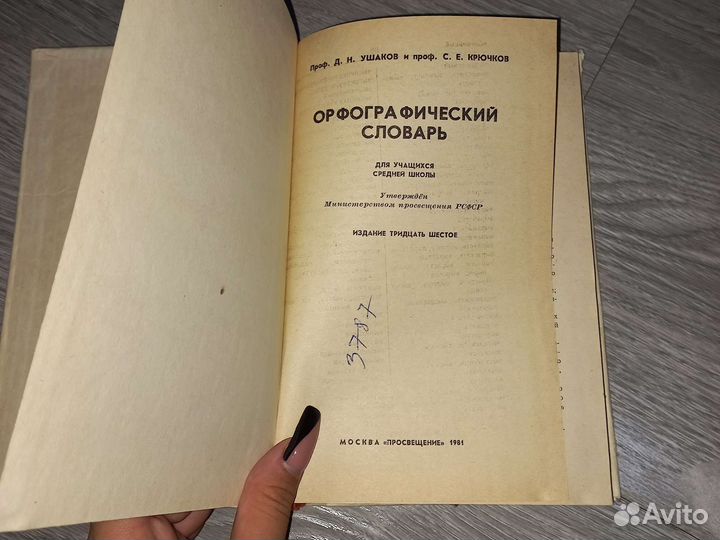 Проф. Д. Н. УШАКОВ и проф. С. Е. КРЮЧКОВ
ОРФОГРАФИЧЕСКИЙ
СЛОВАРЬ
ДЛЯ УЧАЩИХСЯ
СРЕДНЕЙ ШКОЛЫ
Утверждён
Министерством просвещения РСФСР
ИЗДАНИЕ ТРИДЦАТЬ ШЕСТОЕ
3787
МОСКВА «ПРОСВЕЩЕНИЕ» 1981
Avito